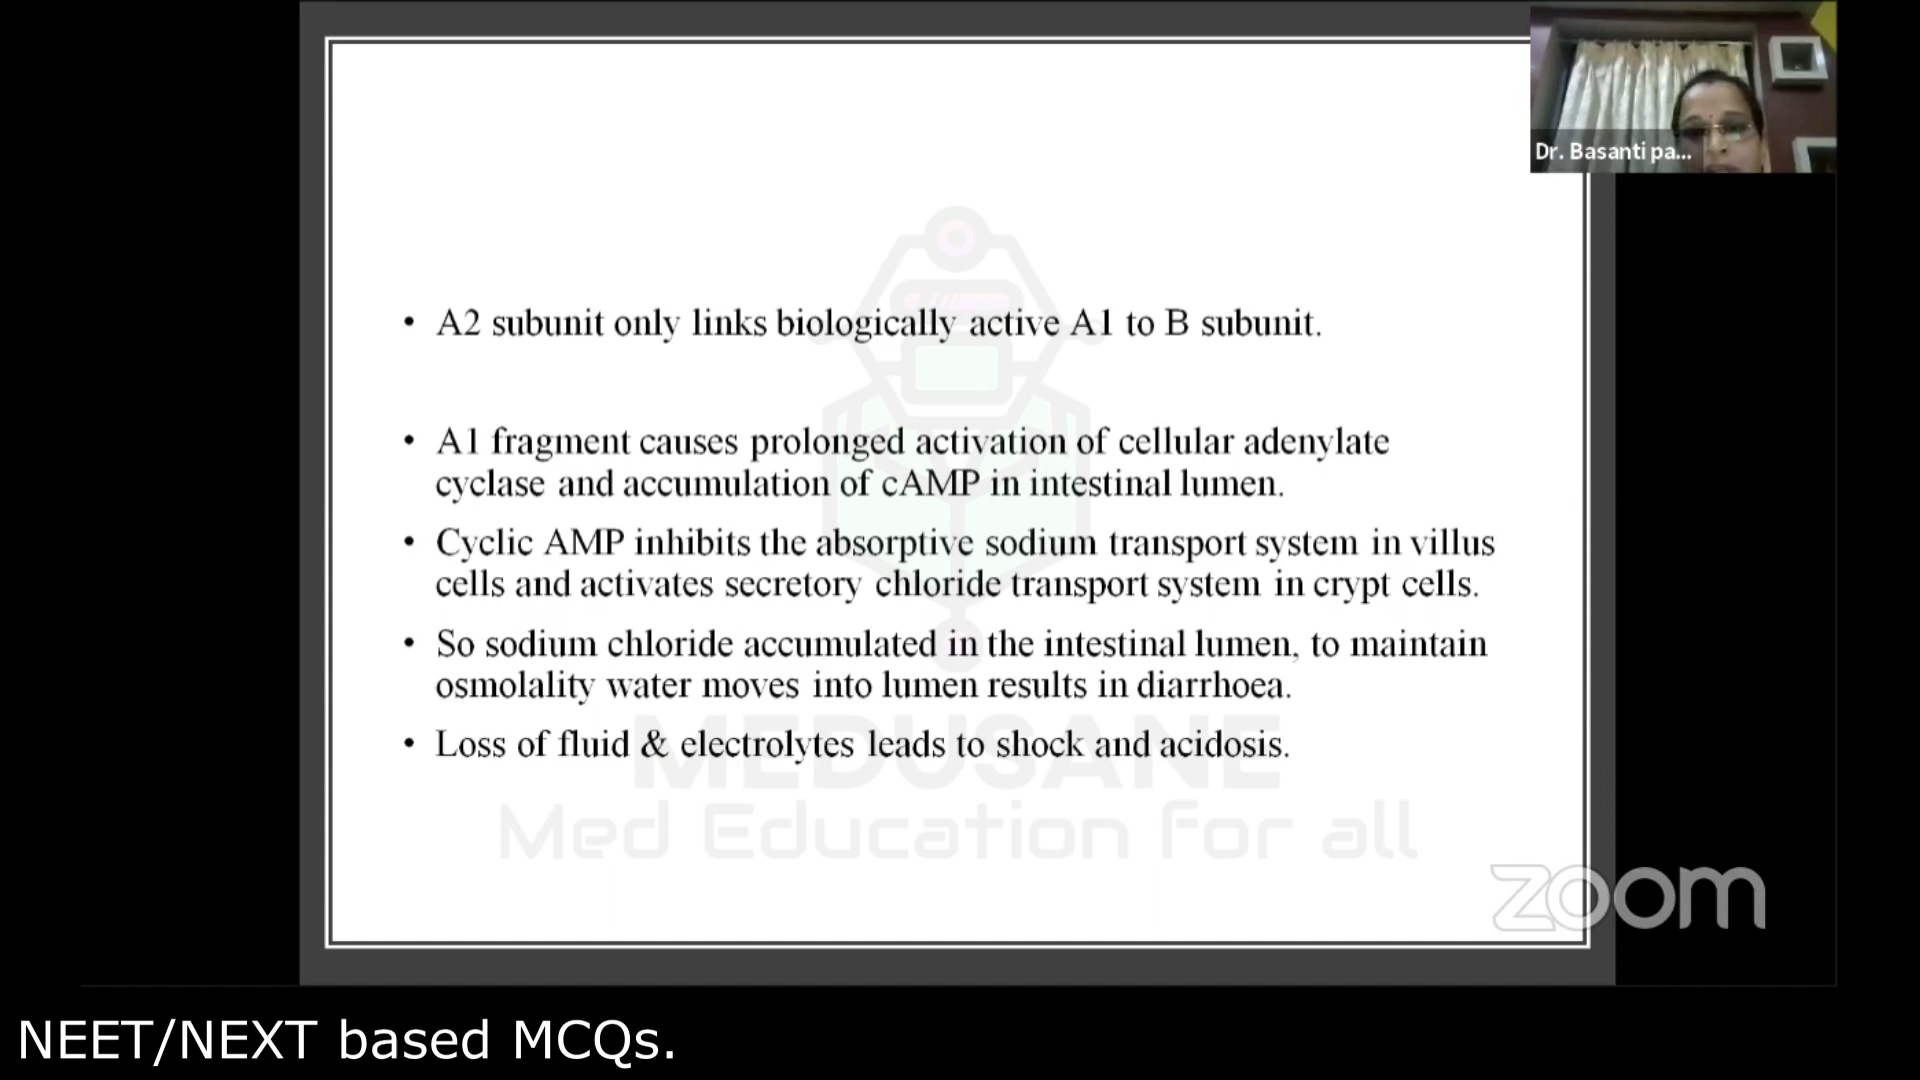 Dr. Basanti pa...
• A2 subunit only links biologically active A1 to B subunit.
• A1 fragment causes prolonged activation of cellular adenylate
cyclase and accumulation of cAMP in intestinal lumen.
• Cyclic AMP inhibits the absorptive sodium transport system in villus
cells and activates secretory chloride transport system in crypt cells.
• So sodium chloride accumulated in the intestinal lumen, to maintain
osmolality water moves into lumen results in diarrhoea.
• Loss of fluid & electrolytes leads to shock and acidosis.
MEDUSANE
Med Education for all
zoom
NEET/NEXT based MCQs.